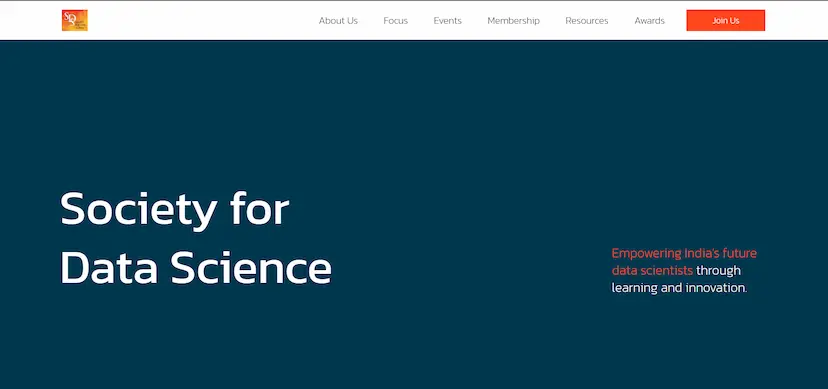 About Us Focus Events Membership Resources Awards Join Us
Society for
Data Science
Empowering India's future
data scientists through
learning and innovation.